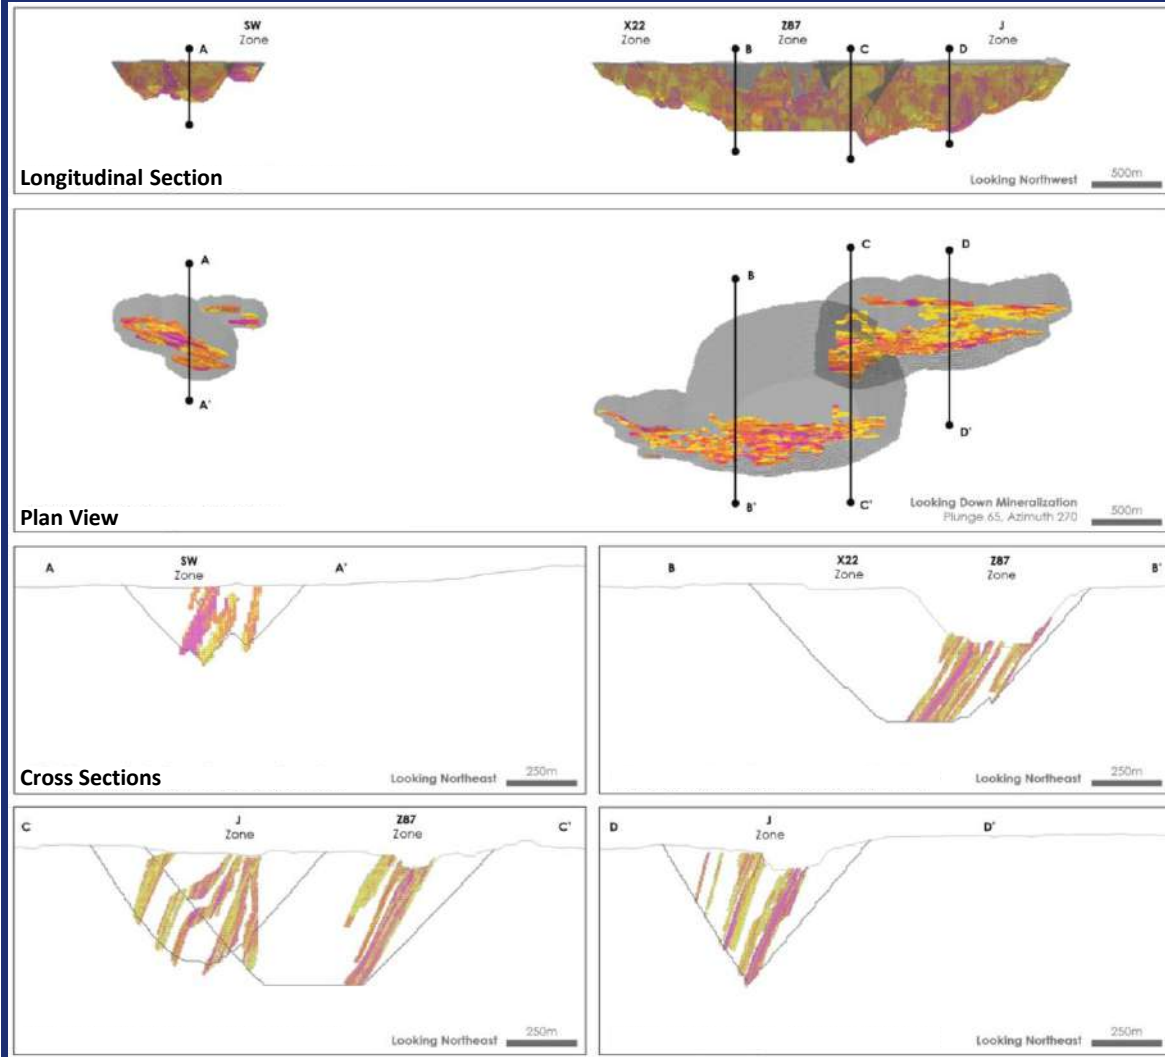 SW
Zone
A
X22
Zone
B
Z87
Zone
C
D
J
Zone
Longitudinal Section
Looking Northwest
500m
A
A'
B
B'
C
C'
D
D'
Plan View
Looking Down Mineralization
Plunge 65, Azimuth 270
500m
A
SW
Zone
A'
Cross Sections
Looking Northeast
250m
B
X22
Zone
Z87
Zone
B'
Looking Northeast
250m
C
J
Zone
Z87
Zone
C'
Looking Northeast
250m
D
J
Zone
D'
Looking Northeast
250m